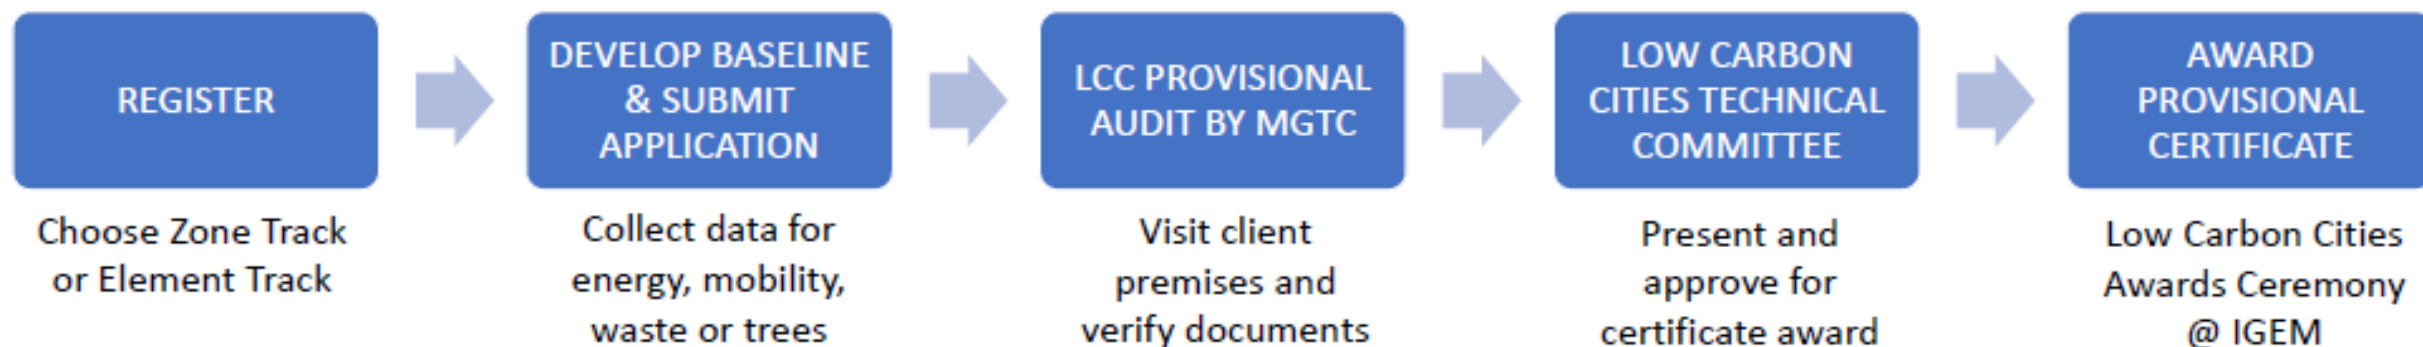 REGISTER
Choose Zone Track
or Element Track
DEVELOP BASELINE
& SUBMIT
APPLICATION
Collect data for
energy, mobility,
waste or trees
LCC PROVISIONAL
AUDIT BY MGTC
Visit client
premises and
verify documents
LOW CARBON
CITIES TECHNICAL
COMMITTEE
Present and
approve for
certificate award
AWARD
PROVISIONAL
CERTIFICATE
Low Carbon Cities
Awards Ceremony
@ IGEM